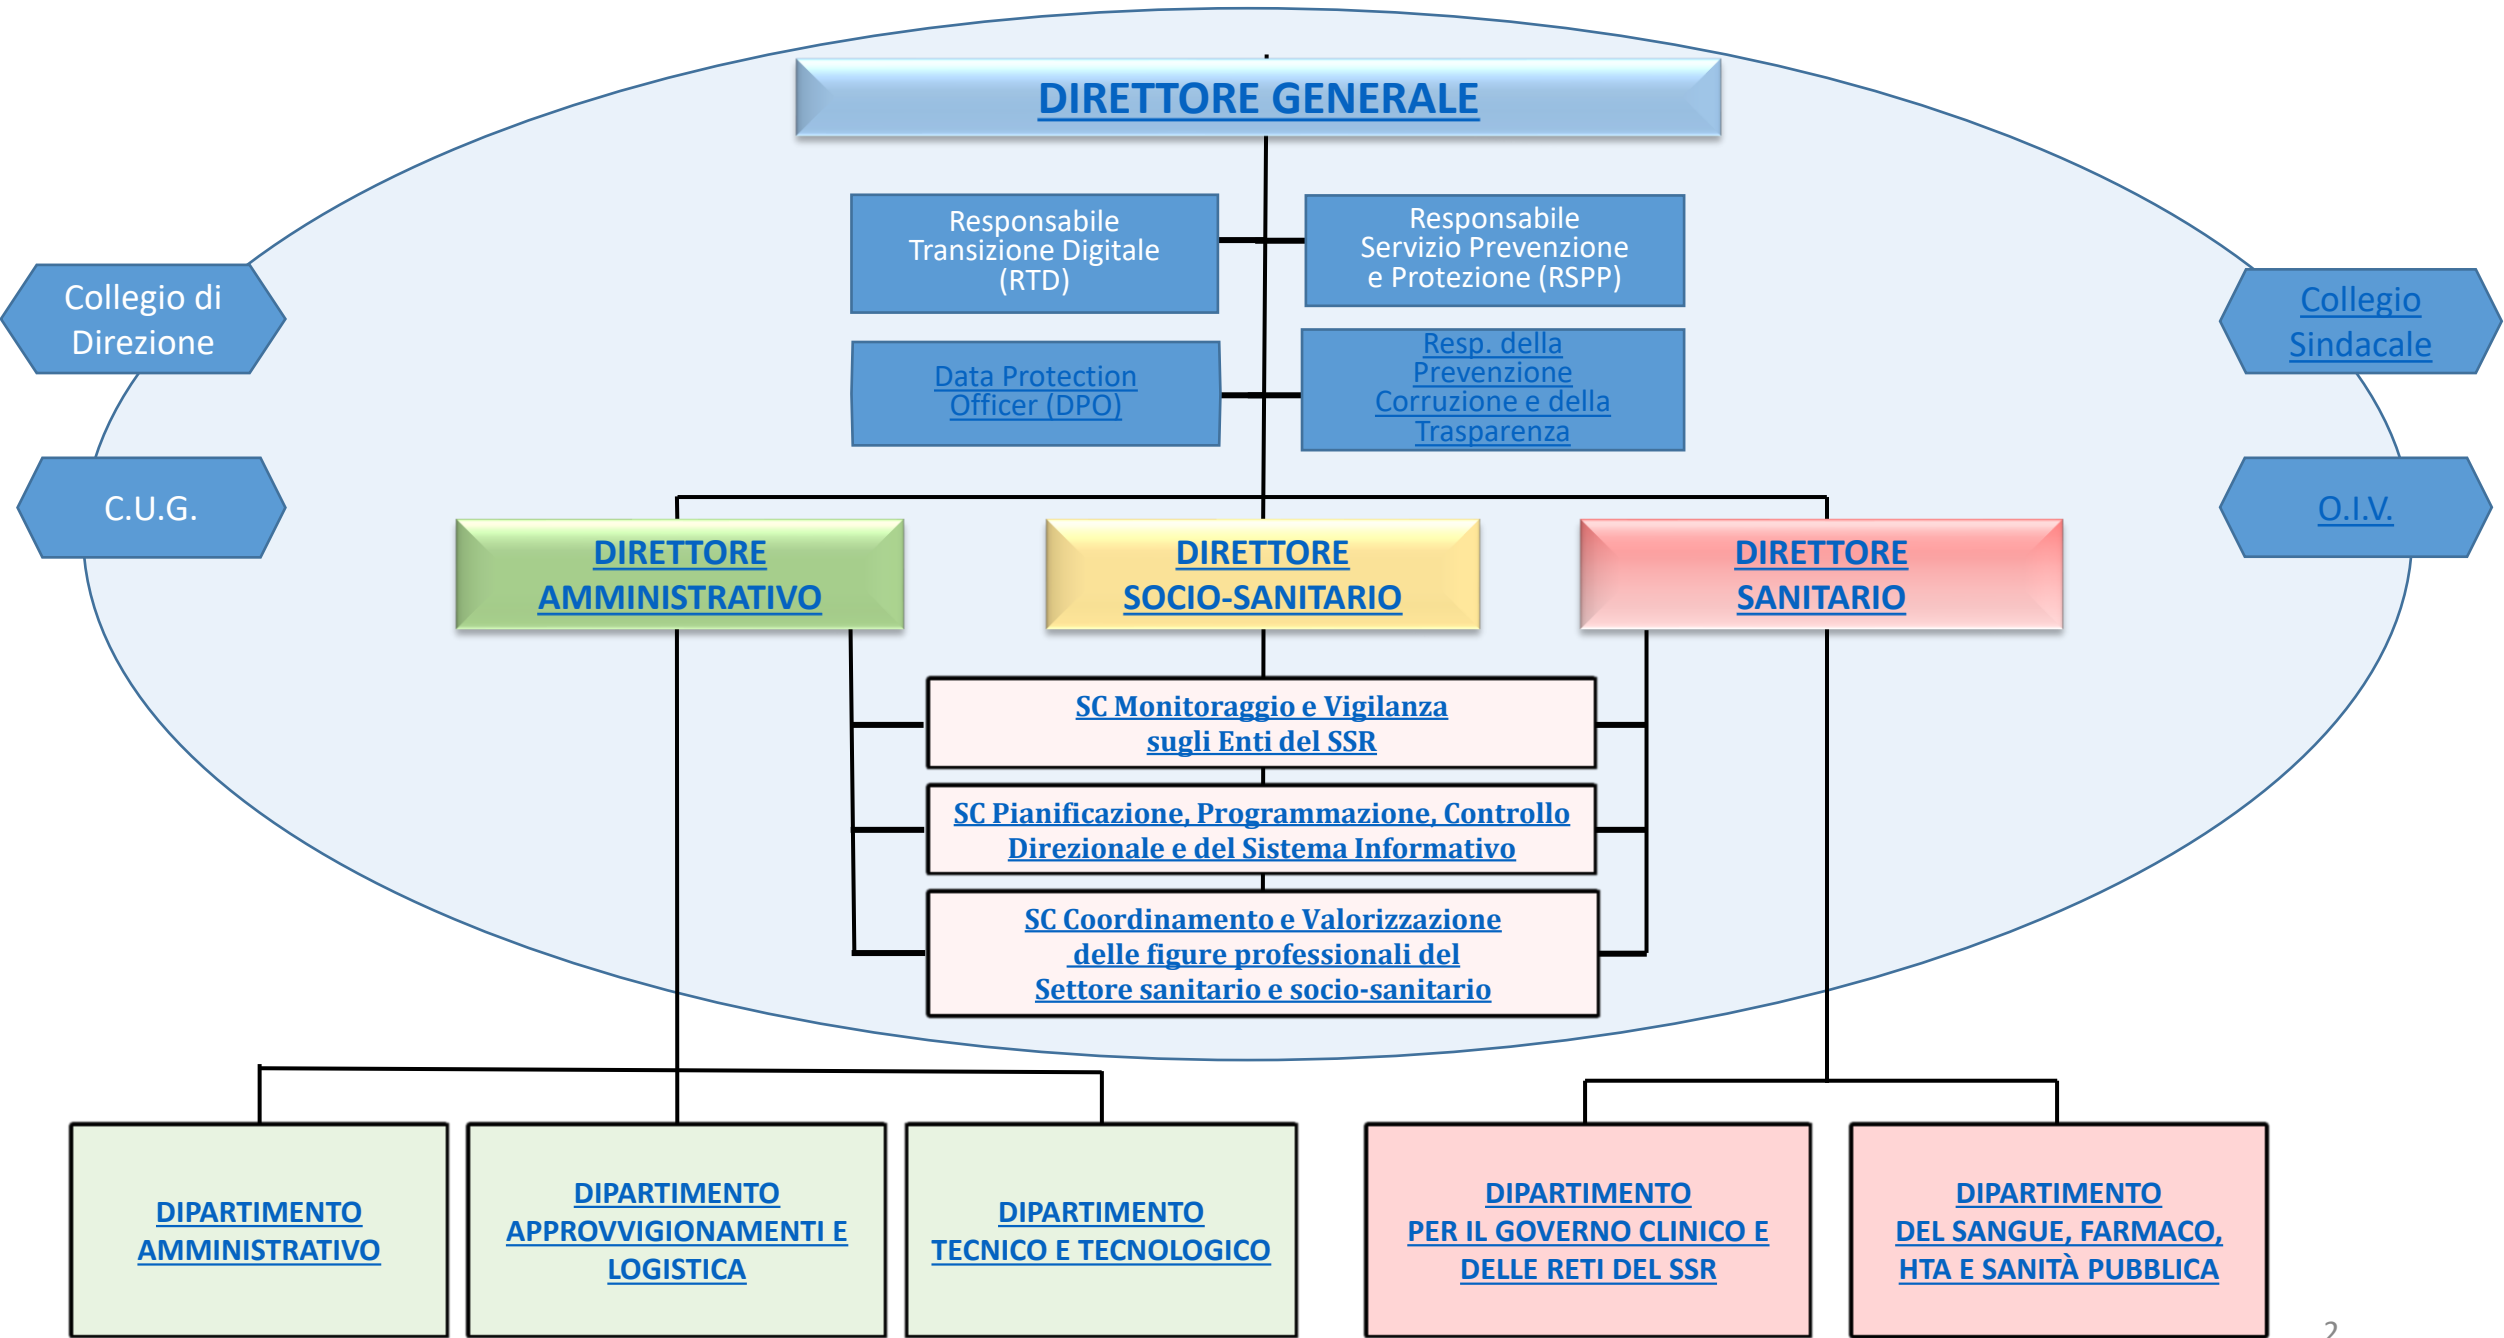 DIRETTORE GENERALE
Responsabile
Transizione Digitale
(RTD)
Responsabile
Servizio Prevenzione
e Protezione (RSPP)
Collegio di
Direzione
Collegio
Sindacale
Data Protection
Officer (DPO)
Resp. della
Prevenzione
Corruzione e della
Trasparenza
C.U.G.
O.I.V.
DIRETTORE
AMMINISTRATIVO
DIRETTORE
SOCIO-SANITARIO
DIRETTORE
SANITARIO
SC Monitoraggio e Vigilanza
sugli Enti del SSR
SC Pianificazione, Programmazione, Controllo
Direzionale e del Sistema Informativo
SC Coordinamento e Valorizzazione
delle figure professionali del
Settore sanitario e socio-sanitario
DIPARTIMENTO
AMMINISTRATIVO
DIPARTIMENTO
APPROVVIGIONAMENTI E
LOGISTICA
DIPARTIMENTO
TECNICO E TECNOLOGICO
DIPARTIMENTO
PER IL GOVERNO CLINICO E
DELLE RETI DEL SSR
DIPARTIMENTO
DEL SANGUE, FARMACO,
HTA E SANITÀ PUBBLICA
2